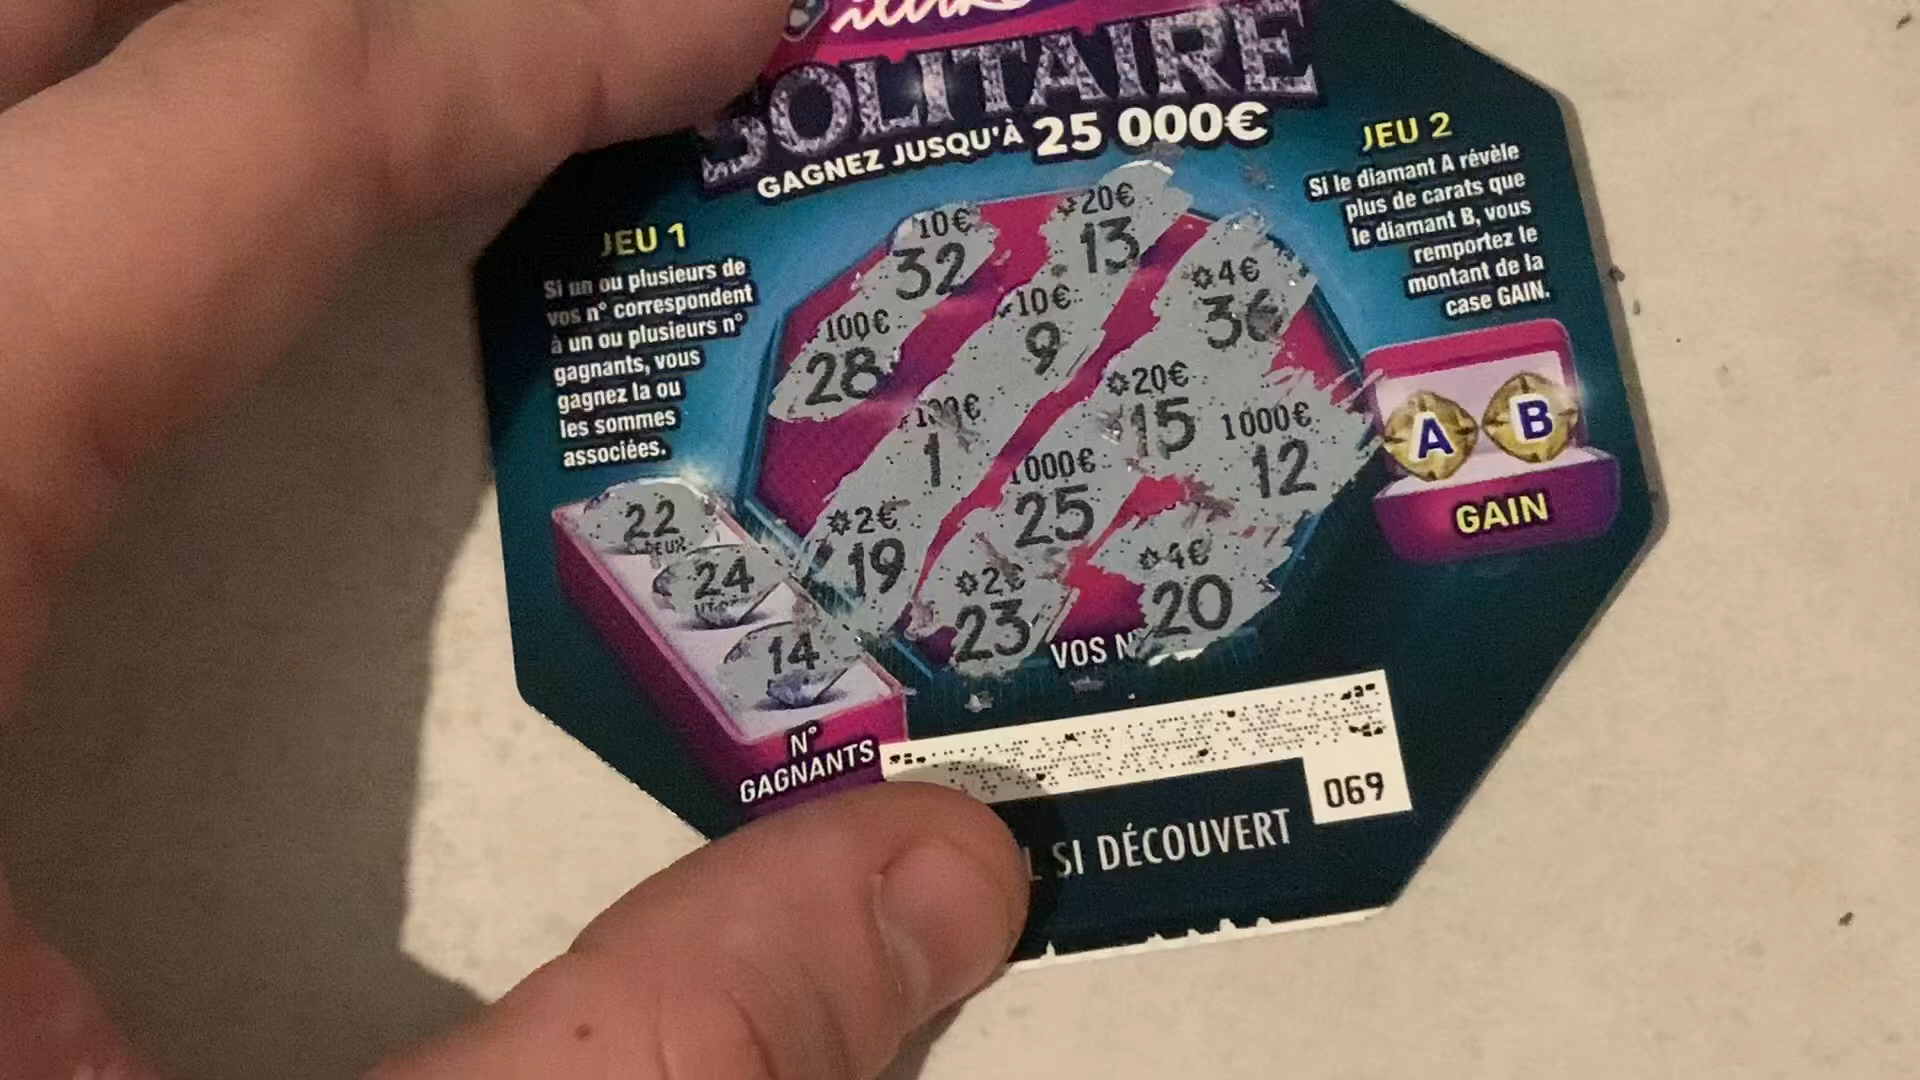 SOLITAIRE
GAGNEZ JUSQU'À 25 000€
JEU 1
Si un ou plusieurs de
vos n° correspondent
à un ou plusieurs n°
gagnants, vous
gagnez la ou
les sommes
associées.
JEU 2
Si le diamant A révèle
plus de carats que
le diamant B, vous
remportez le
montant de la
case GAIN.
10€
32
20€
13
4€
36
100€
28
10€
9
20€
15
1000€
12
100€
1
1000€
25
2€
19
2€
23
4€
20
A
B
GAIN
22
DEUX
24
14
N°
GAGNANTS
VOS N
069
SI DÉCOUVERT